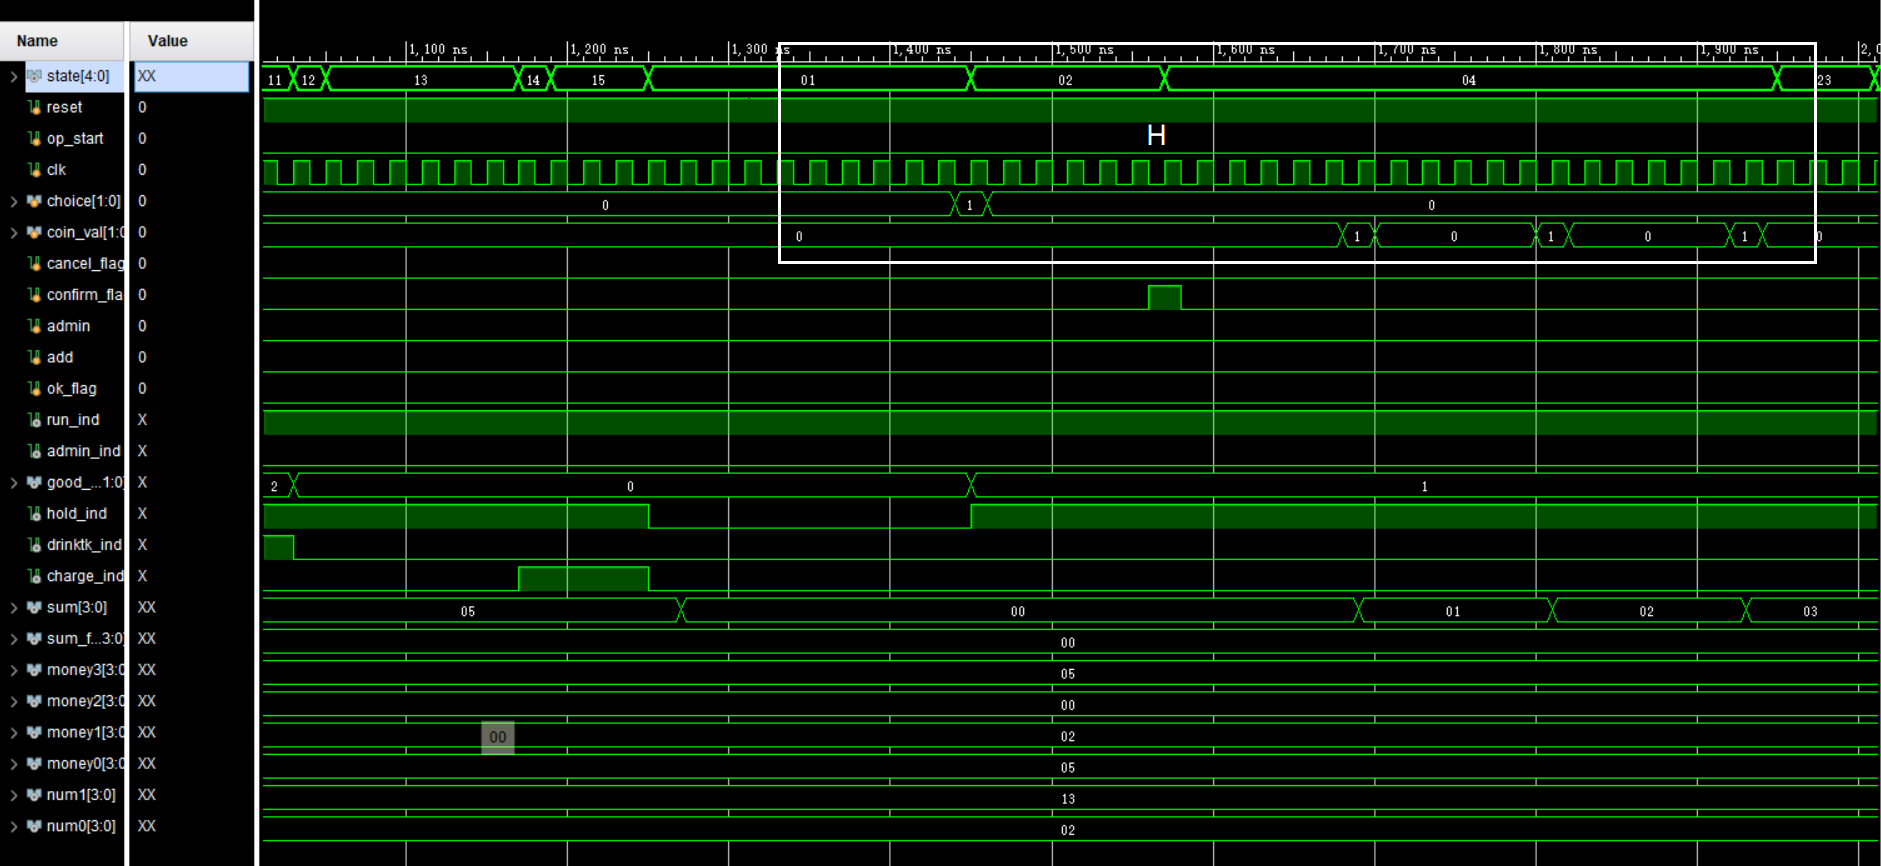 Name Value
1,100 ns 1,200 ns 1,300 ns 1,400 ns 1,500 ns 1,600 ns 1,700 ns 1,800 ns 1,900 ns 2,0
state[4:0] XX 11 12 13 14 15 01 02 04 23
reset 0
op_start 0 H
clk 0
choice[1:0] 0 0 1 0
coin_val[1:0 0 0 1 0 1 0 1 0
cancel_flag 0
confirm_fla 0
admin 0
add 0
ok_flag 0
run_ind X
admin_ind X
good_...1:0] X 2 0 1
hold_ind X
drinktk_ind X
charge_ind X
sum[3:0] XX 05 00 01 02 03
sum_f...3:0] XX 00
money3[3:0 XX 05
money2[3:0 XX 00
money1[3:0 XX 00 02
money0[3:0 XX 05
num1[3:0] XX 13
num0[3:0] XX 02